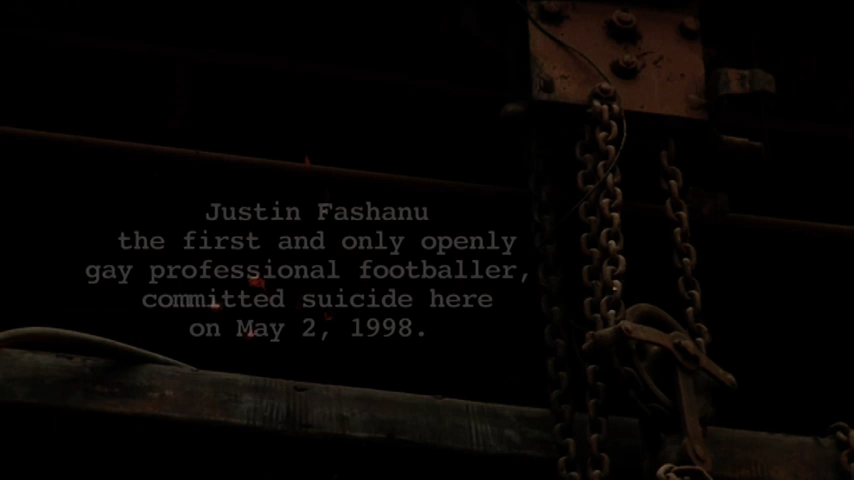 Justin Fashanu
the first and only openly
gay professional footballer,
committed suicide here
on May 2, 1998.